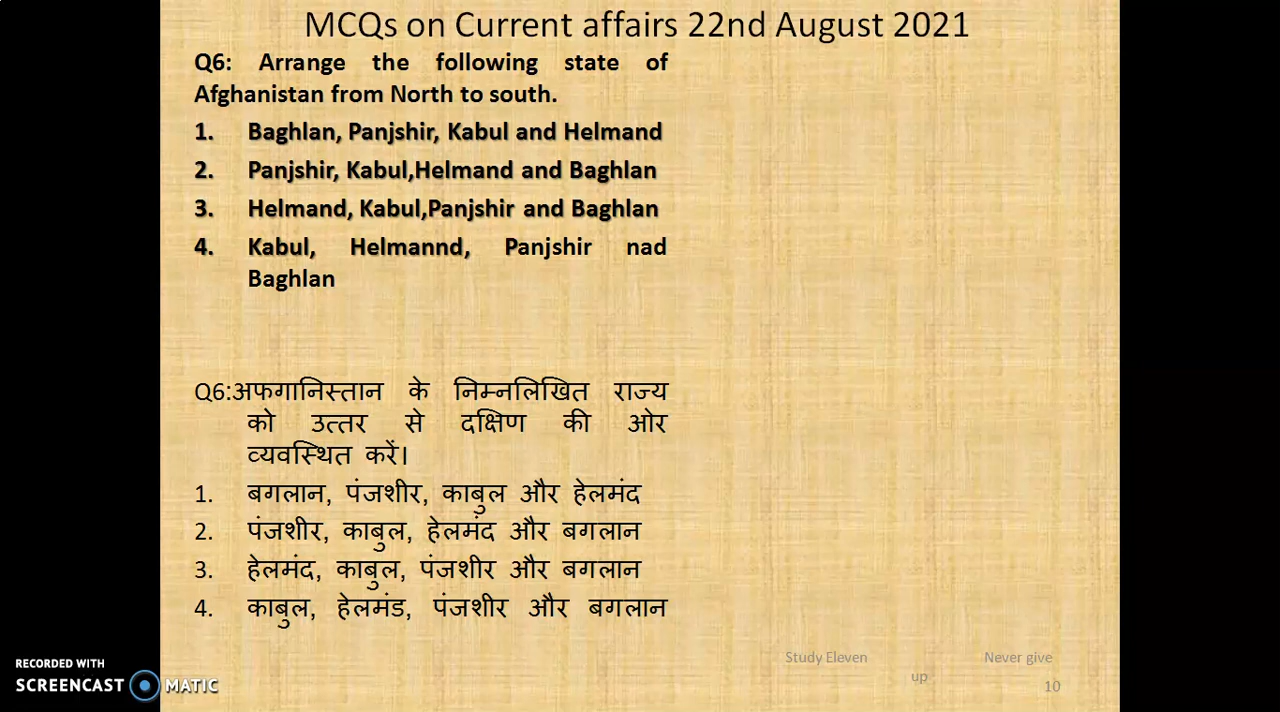 MCQs on Current affairs 22nd August 2021
Q6: Arrange the following state of
Afghanistan from North to south.
1. Baghlan, Panjshir, Kabul and Helmand
2. Panjshir, Kabul,Helmand and Baghlan
3. Helmand, Kabul,Panjshir and Baghlan
4. Kabul, Helmannd, Panjshir nad
Baghlan
Q6:अफगानिस्तान के निम्नलिखित राज्य
को उत्तर से दक्षिण की ओर
व्यवस्थित करें।
1. बगलान, पंजशीर, काबुल और हेलमंद
2. पंजशीर, काबुल, हेलमंद और बगलान
3. हेलमंद, काबुल, पंजशीर और बगलान
4. काबुल, हेलमंड, पंजशीर और बगलान
Study Eleven Never give
up
10
RECORDED WITH
SCREENCAST MATIC